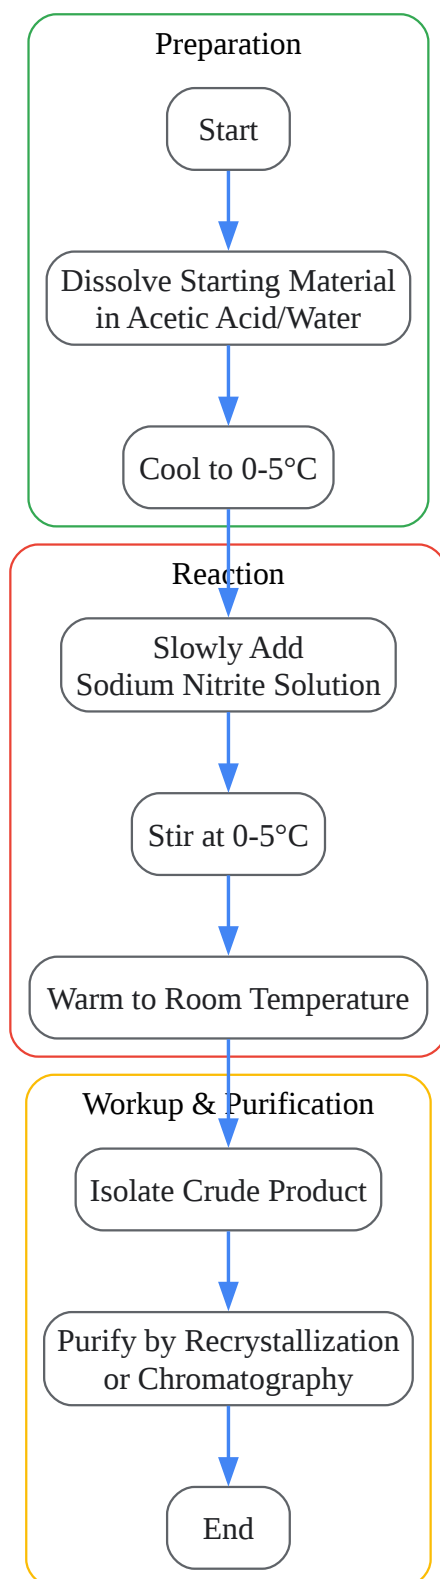 Preparation
Start
Dissolve Starting Material
in Acetic Acid/Water
Cool to 0-5°C
Reaction
Slowly Add
Sodium Nitrite Solution
Stir at 0-5°C
Warm to Room Temperature
Workup & Purification
Isolate Crude Product
Purify by Recrystallization
or Chromatography
End